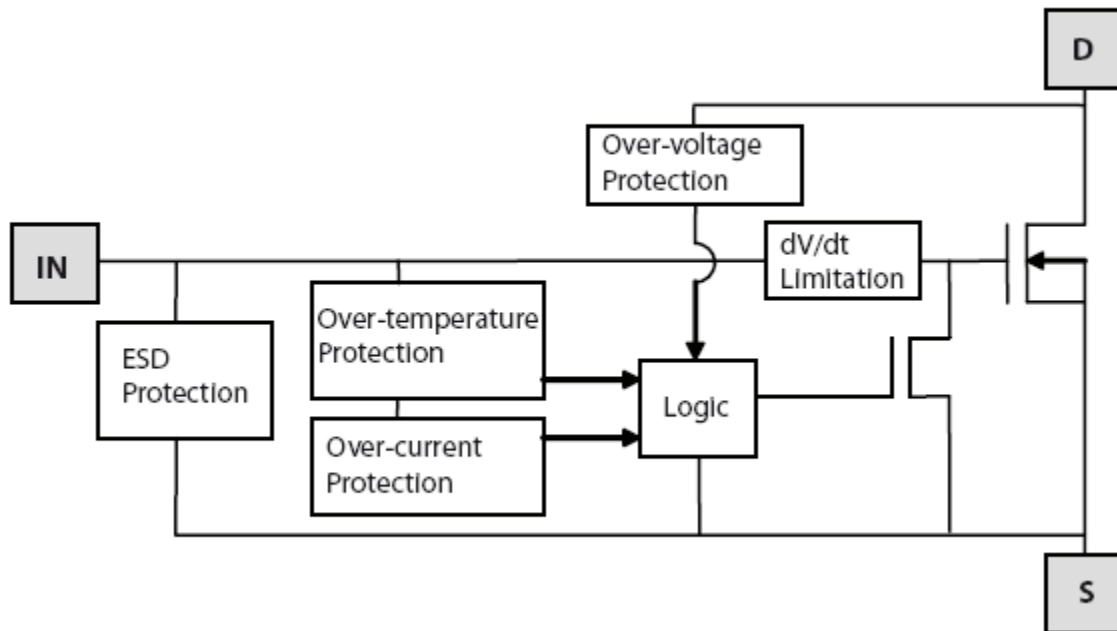 D
Over-voltage
Protection
IN
dV/dt
Limitation
Over-temperature
Protection
ESD
Protection
Logic
Over-current
Protection
S